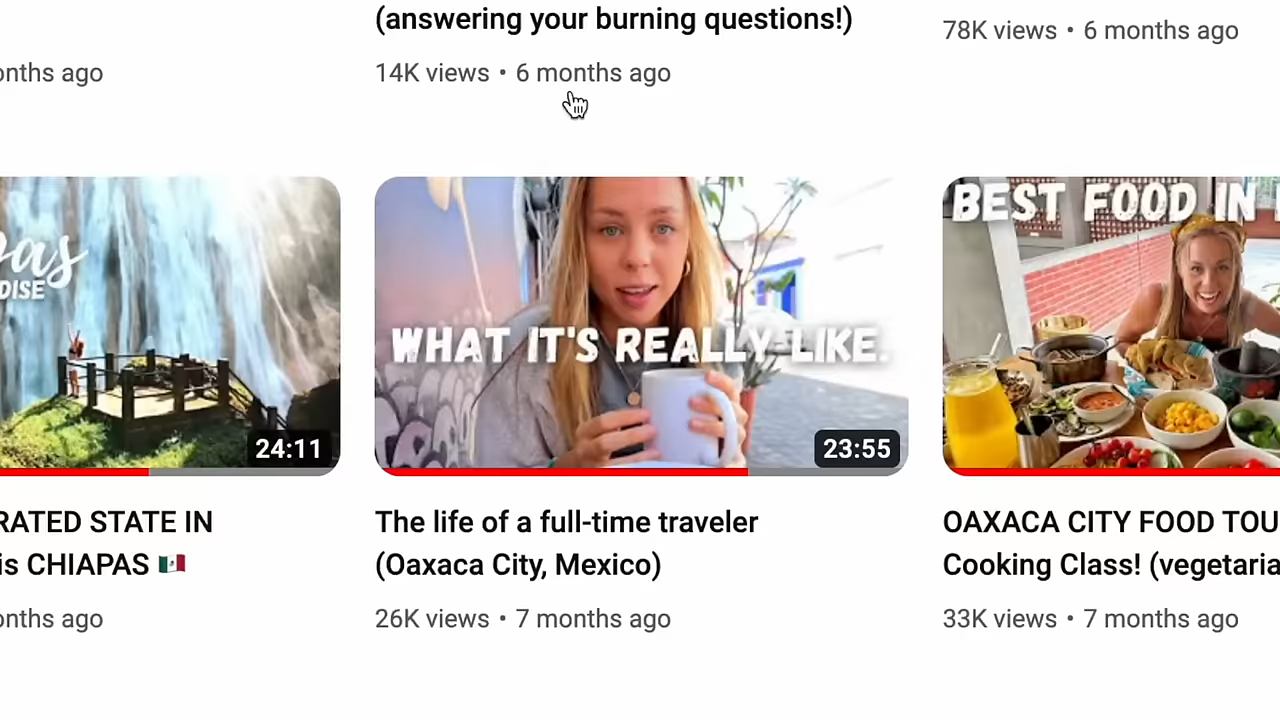 (answering your burning questions!)
78K views • 6 months ago
onths ago
14K views • 6 months ago
BEST FOOD IN
pas
DISE
WHAT IT'S REALLY LIKE.
24:11
23:55
RATED STATE IN
is CHIAPAS 🇲🇽
onths ago
The life of a full-time traveler
(Oaxaca City, Mexico)
26K views • 7 months ago
OAXACA CITY FOOD TOU
Cooking Class! (vegetaria
33K views • 7 months ago